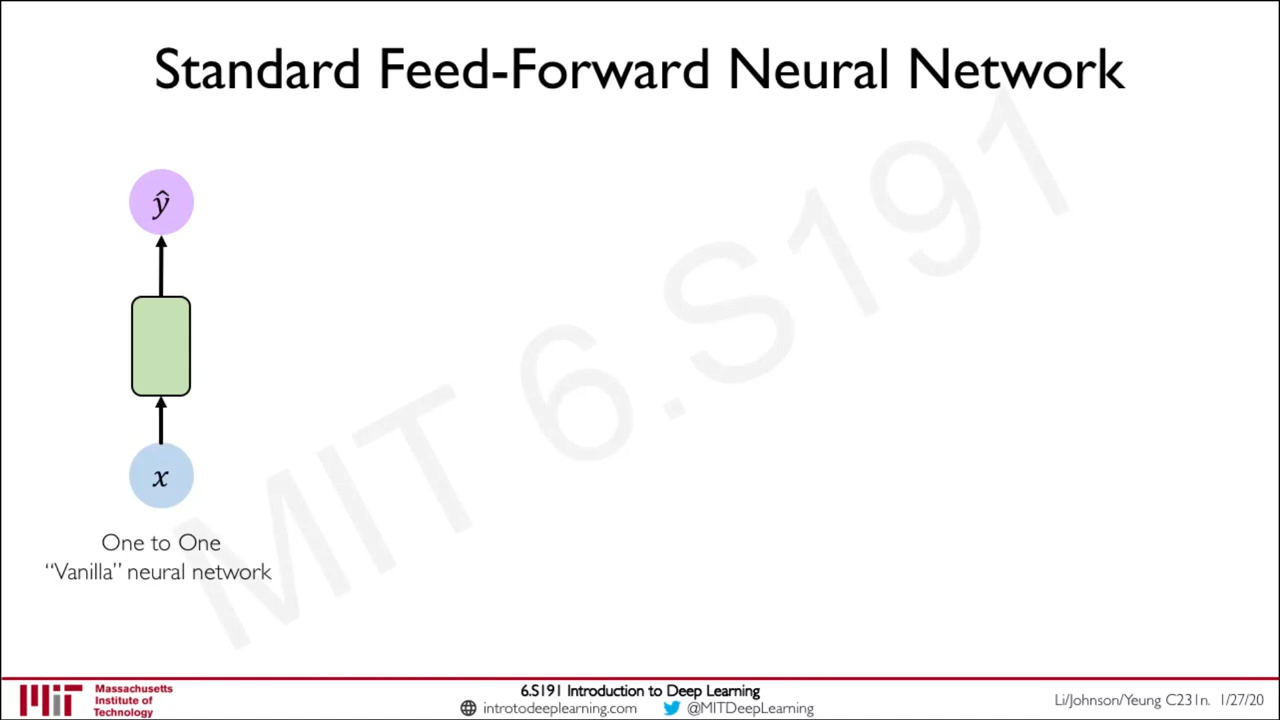 Standard Feed-Forward Neural Network
ŷ
x
One to One
“Vanilla” neural network
MIT 6.S191
Massachusetts
Institute of
Technology
6.S191 Introduction to Deep Learning
introtodeeplearning.com @MITDeepLearning
Li/Johnson/Yeung C231n. 1/27/20